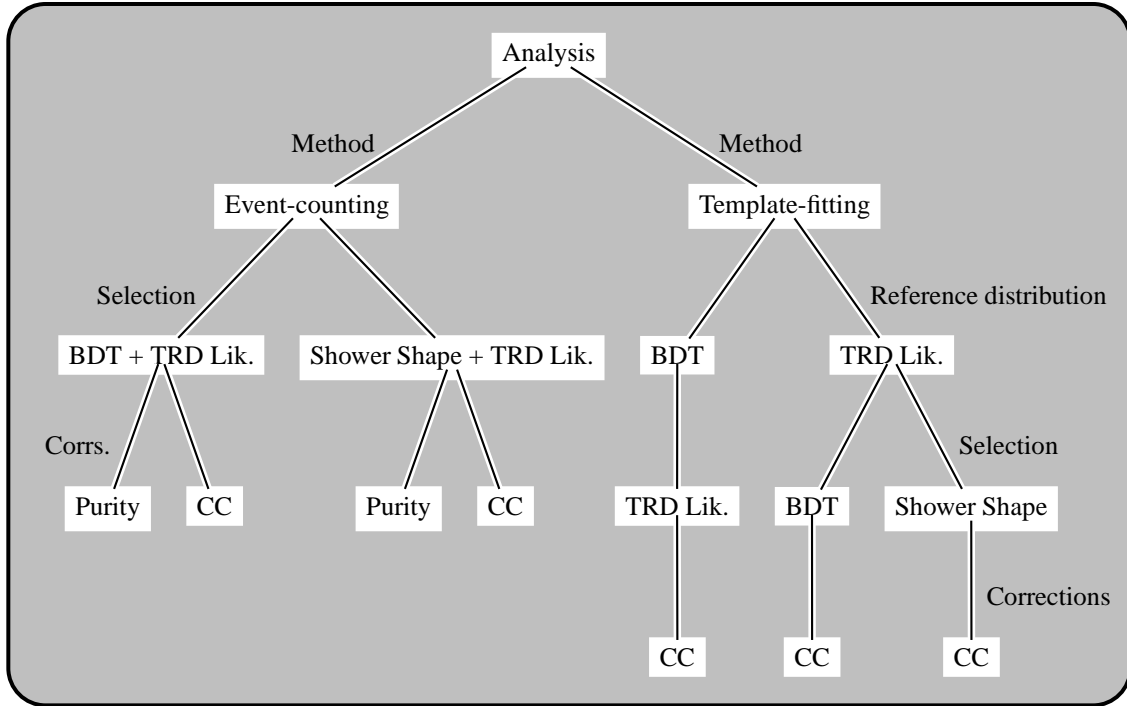 Analysis
Method Method
Event-counting Template-fitting
Selection Reference distribution
BDT + TRD Lik. Shower Shape + TRD Lik. BDT TRD Lik.
Corrs. Selection
Purity CC Purity CC TRD Lik. BDT Shower Shape
Corrections
CC CC CC